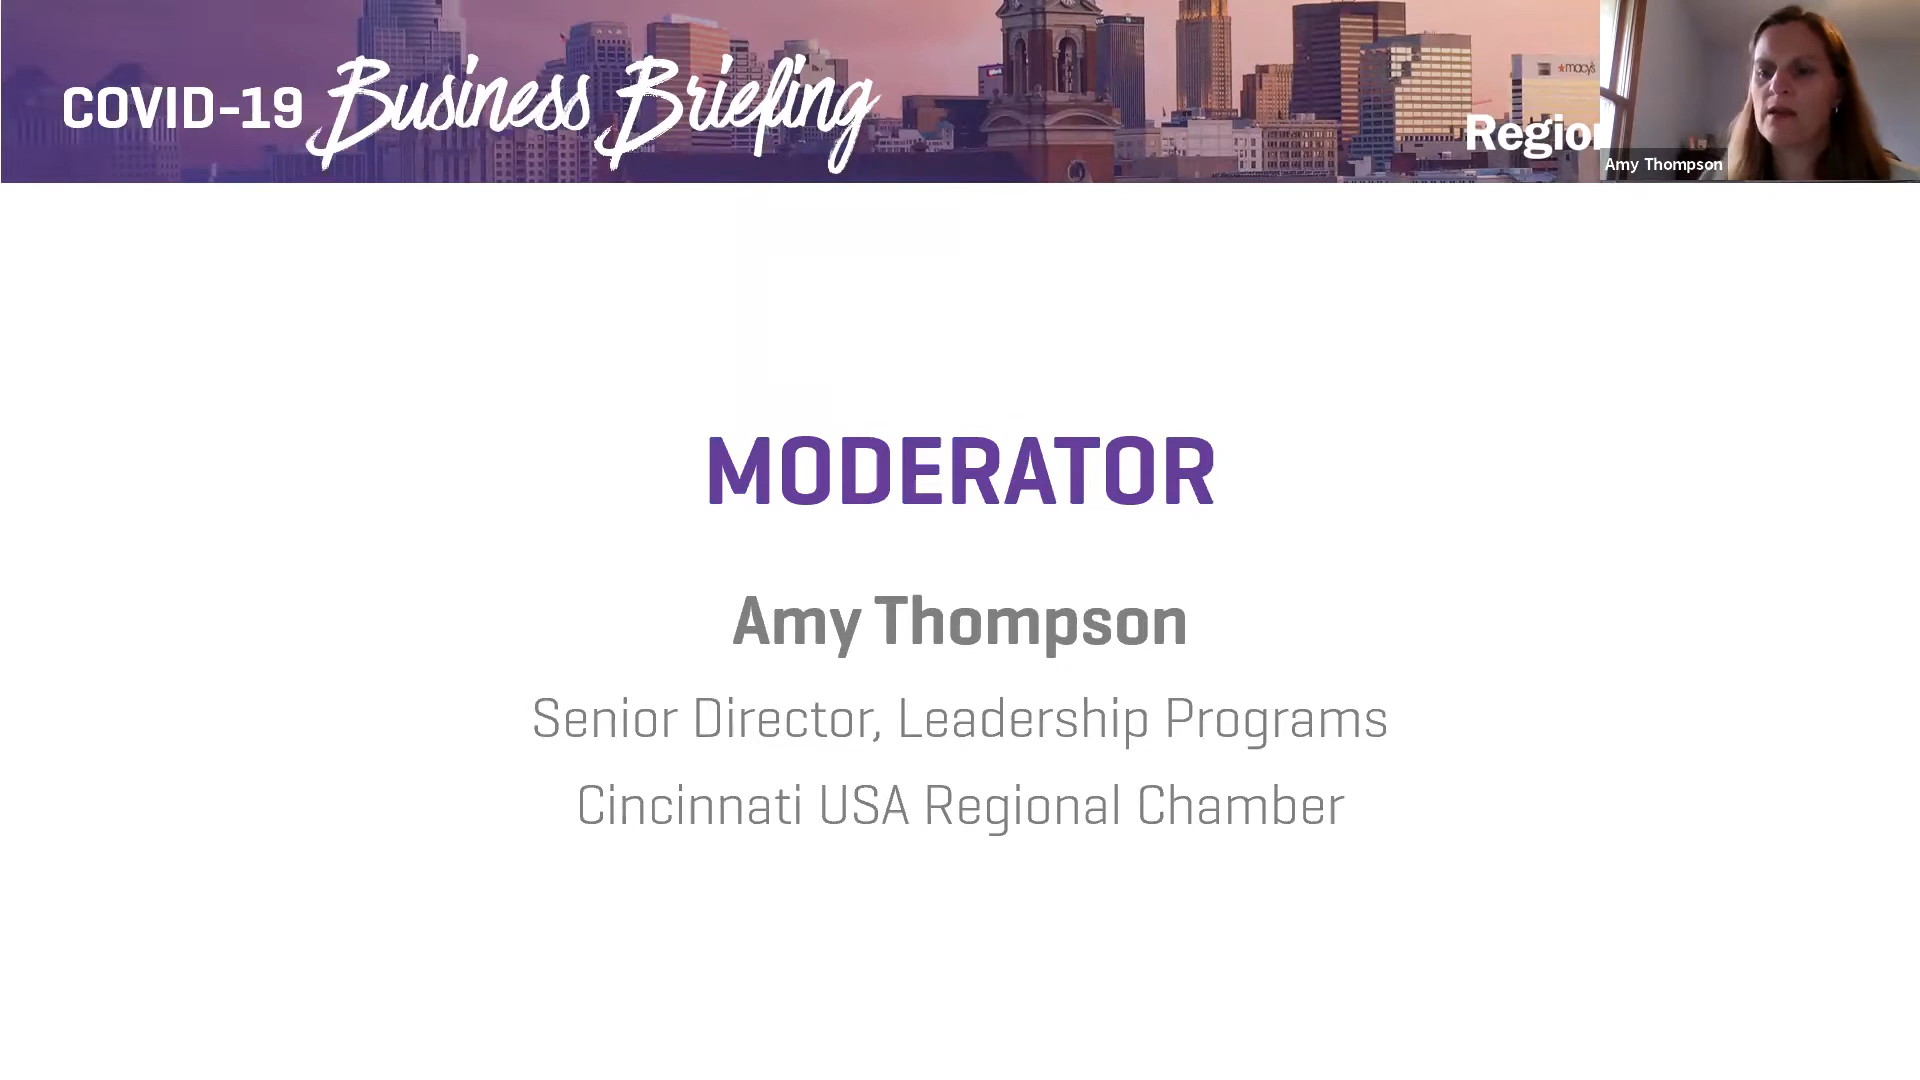 COVID-19 Business Briefing
★macy's
Regio
Amy Thompson
MODERATOR
Amy Thompson
Senior Director, Leadership Programs
Cincinnati USA Regional Chamber